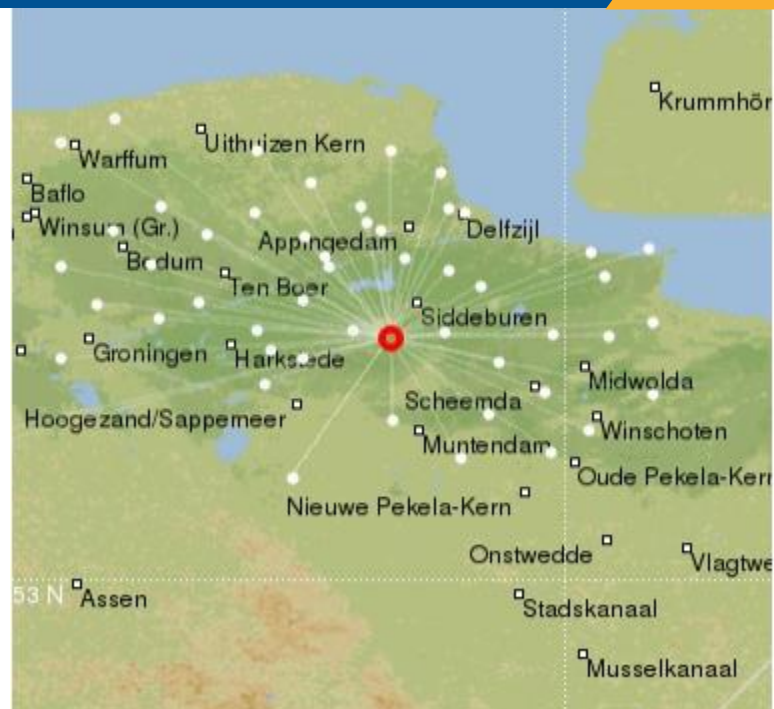 Krummhör
Uithuizen Kern
Warffum
Baflo
Winsum (Gr.)
Delfzijl
Appingedam
Bedum
Ten Boer
Siddeburen
Groningen
Harkstede
Midwolda
Scheemda
Hoogezand/Sappemeer
Winschoten
Muntendam
Oude Pekela-Kern
Nieuwe Pekela-Kern
Onstwedde
Vlagtwe
53 N
Assen
Stadskanaal
Musselkanaal